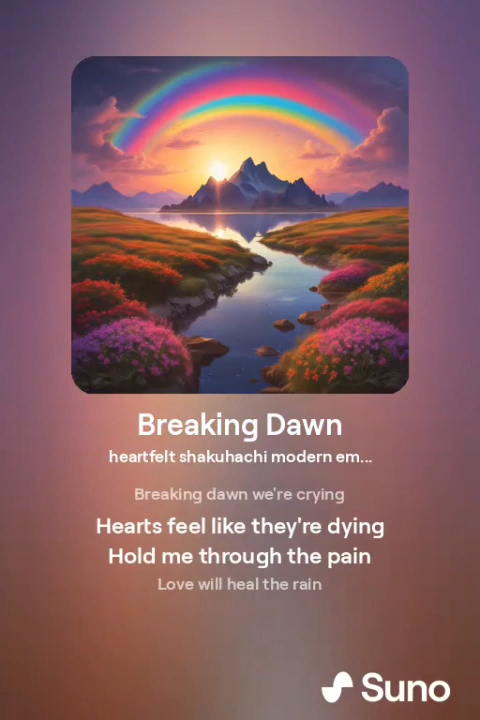 Breaking Dawn
heartfelt shakuhachi modern em...
Breaking dawn we're crying
Hearts feel like they're dying
Hold me through the pain
Love will heal the rain
Suno